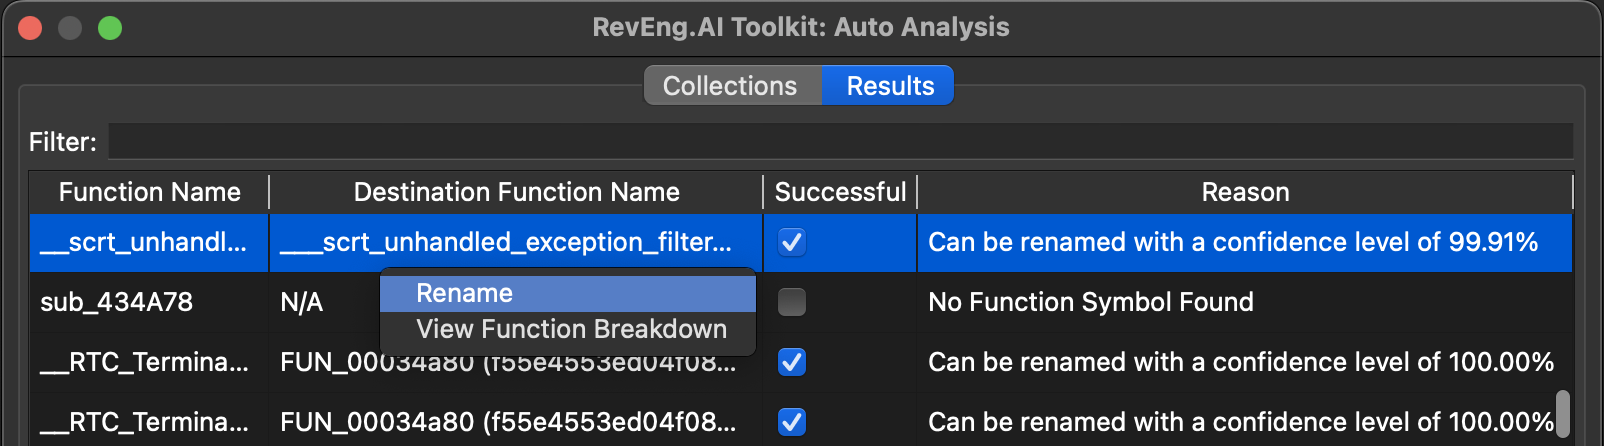 RevEng.AI Toolkit: Auto Analysis
Collections Results
Filter:
Function Name Destination Function Name Successful Reason
__scrt_unhandl... ___scrt_unhandled_exception_filter... Can be renamed with a confidence level of 99.91%
Rename
sub_434A78 N/A No Function Symbol Found
View Function Breakdown
__RTC_Termina... FUN_00034a80 (f55e4553ed04f08... Can be renamed with a confidence level of 100.00%
__RTC_Termina... FUN_00034a80 (f55e4553ed04f08... Can be renamed with a confidence level of 100.00%